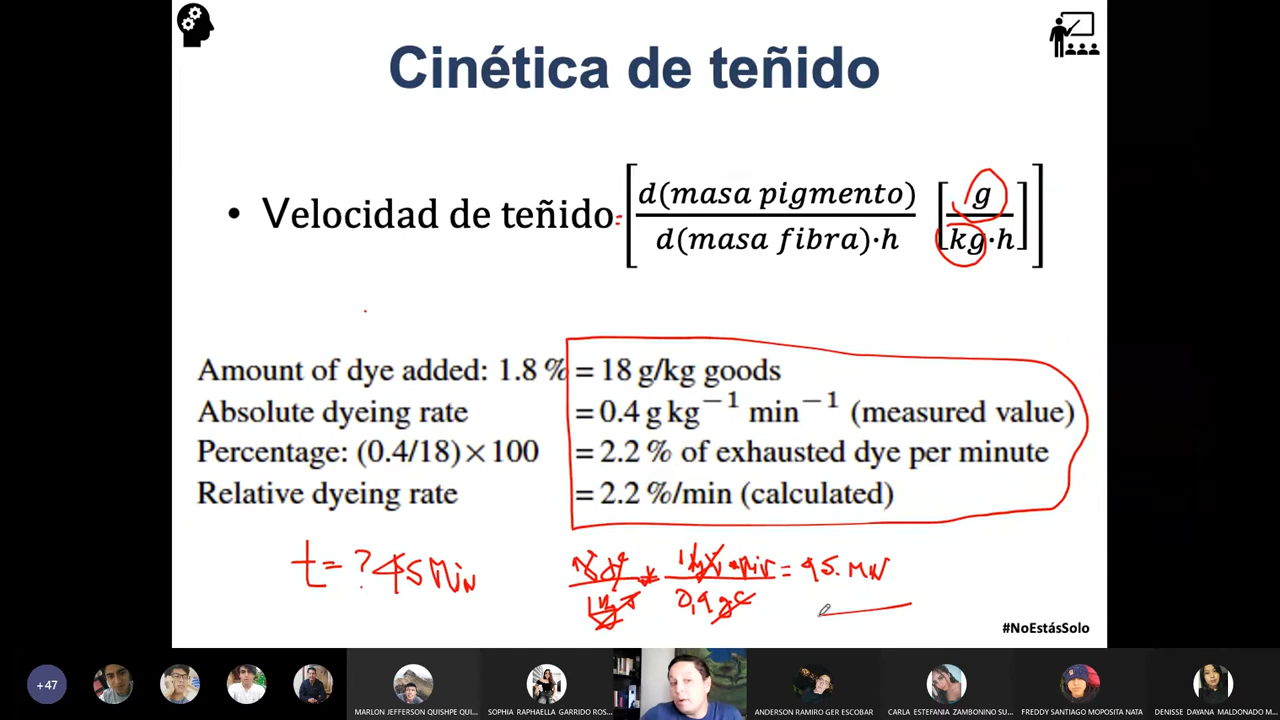 Cinética de teñido
• Velocidad de teñido: [d(masa pigmento) / d(masa fibra)·h [g / kg·h]]
Amount of dye added: 1.8 % = 18 g/kg goods
Absolute dyeing rate = 0.4 g kg⁻¹ min⁻¹ (measured value)
Percentage: (0.4/18)×100 = 2.2 % of exhausted dye per minute
Relative dyeing rate = 2.2 %/min (calculated)
t = ? 45 Min
= 45. MIN
#NoEstásSolo
+47
MARLON JEFFERSON QUISHPE QUI...
SOPHIA RAPHAELLA GARRIDO ROS...
ANDERSON RAMIRO GER ESCOBAR
CARLA ESTEFANIA ZAMBONINO SU...
FREDDY SANTIAGO MOPOSITA NATA
DENISSE DAYANA MALDONADO M...